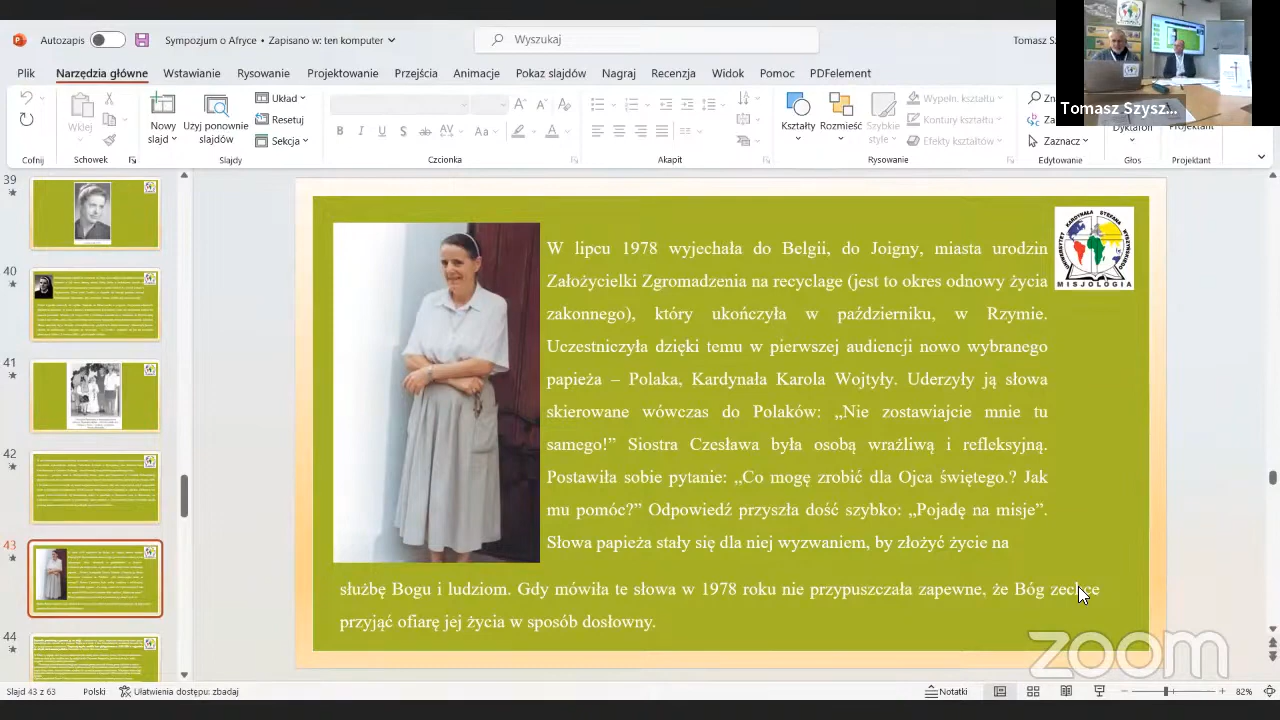 Autozapis
Sympozjum o Afryce • Zapisano w: ten komputer
Wyszukaj
Tomasz Szysz...
Plik Narzędzia główne Wstawianie Rysowanie Projektowanie Przejścia Animacje Pokaz slajdów Nagraj Recenzja Widok Pomoc PDFelement
Wklej
Nowy slajd
Użyj ponownie slajdów
Układ
Resetuj
Sekcja
Kształty
Rozmieść
Szybkie style
Wypełn. kształtu
Kontury kształtu
Efekty kształtu
Zaznacz
Dyktafon
Projektant
Cofnij Schowek Slajdy Czcionka Akapit Rysowanie Edytowanie Głos Projektant
39
40
41
42
43
44
W lipcu 1978 wyjechała do Belgii, do Joigny, miasta urodzin
Założycielki Zgromadzenia na recyclage (jest to okres odnowy życia
zakonnego), który ukończyła w październiku, w Rzymie.
Uczestniczyła dzięki temu w pierwszej audiencji nowo wybranego
papieża – Polaka, Kardynała Karola Wojtyły. Uderzyły ją słowa
skierowane wówczas do Polaków: „Nie zostawiajcie mnie tu
samego!” Siostra Czesława była osobą wraźliwą i refleksyjną.
Postawiła sobie pytanie: „Co mogę zrobić dla Ojca świętego.? Jak
mu pomóc?” Odpowiedź przyszła dość szybko: „Pojadę na misje”.
Słowa papieża stały się dla niej wyzwaniem, by złożyć życie na
służbę Bogu i ludziom. Gdy mówiła te słowa w 1978 roku nie przypuszczała zapewne, że Bóg zechce
przyjąć ofiarę jej życia w sposób dosłowny.
UNIWERSYTET KARDYNAŁA STEFANA WYSZYŃSKIEGO
MISJOLOGIA
zoom
Slajd 43 z 63 Polski Ułatwienia dostępu: zbadaj Notatki 82%